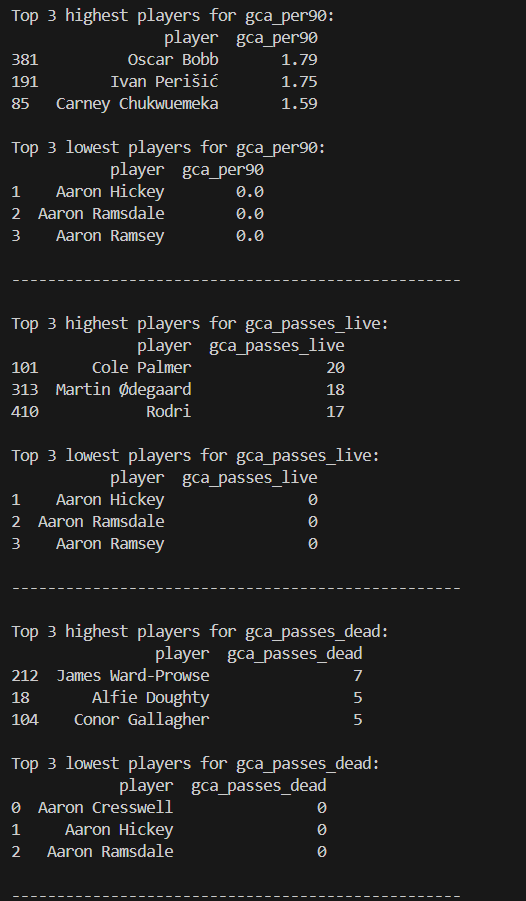 Top 3 highest players for gca_per90:
player gca_per90
381 Oscar Bobb 1.79
191 Ivan Perišić 1.75
85 Carney Chukwuemeka 1.59
Top 3 lowest players for gca_per90:
player gca_per90
1 Aaron Hickey 0.0
2 Aaron Ramsdale 0.0
3 Aaron Ramsey 0.0
--------------------------------------------------
Top 3 highest players for gca_passes_live:
player gca_passes_live
101 Cole Palmer 20
313 Martin Ødegaard 18
410 Rodri 17
Top 3 lowest players for gca_passes_live:
player gca_passes_live
1 Aaron Hickey 0
2 Aaron Ramsdale 0
3 Aaron Ramsey 0
--------------------------------------------------
Top 3 highest players for gca_passes_dead:
player gca_passes_dead
212 James Ward-Prowse 7
18 Alfie Doughty 5
104 Conor Gallagher 5
Top 3 lowest players for gca_passes_dead:
player gca_passes_dead
0 Aaron Cresswell 0
1 Aaron Hickey 0
2 Aaron Ramsdale 0
--------------------------------------------------